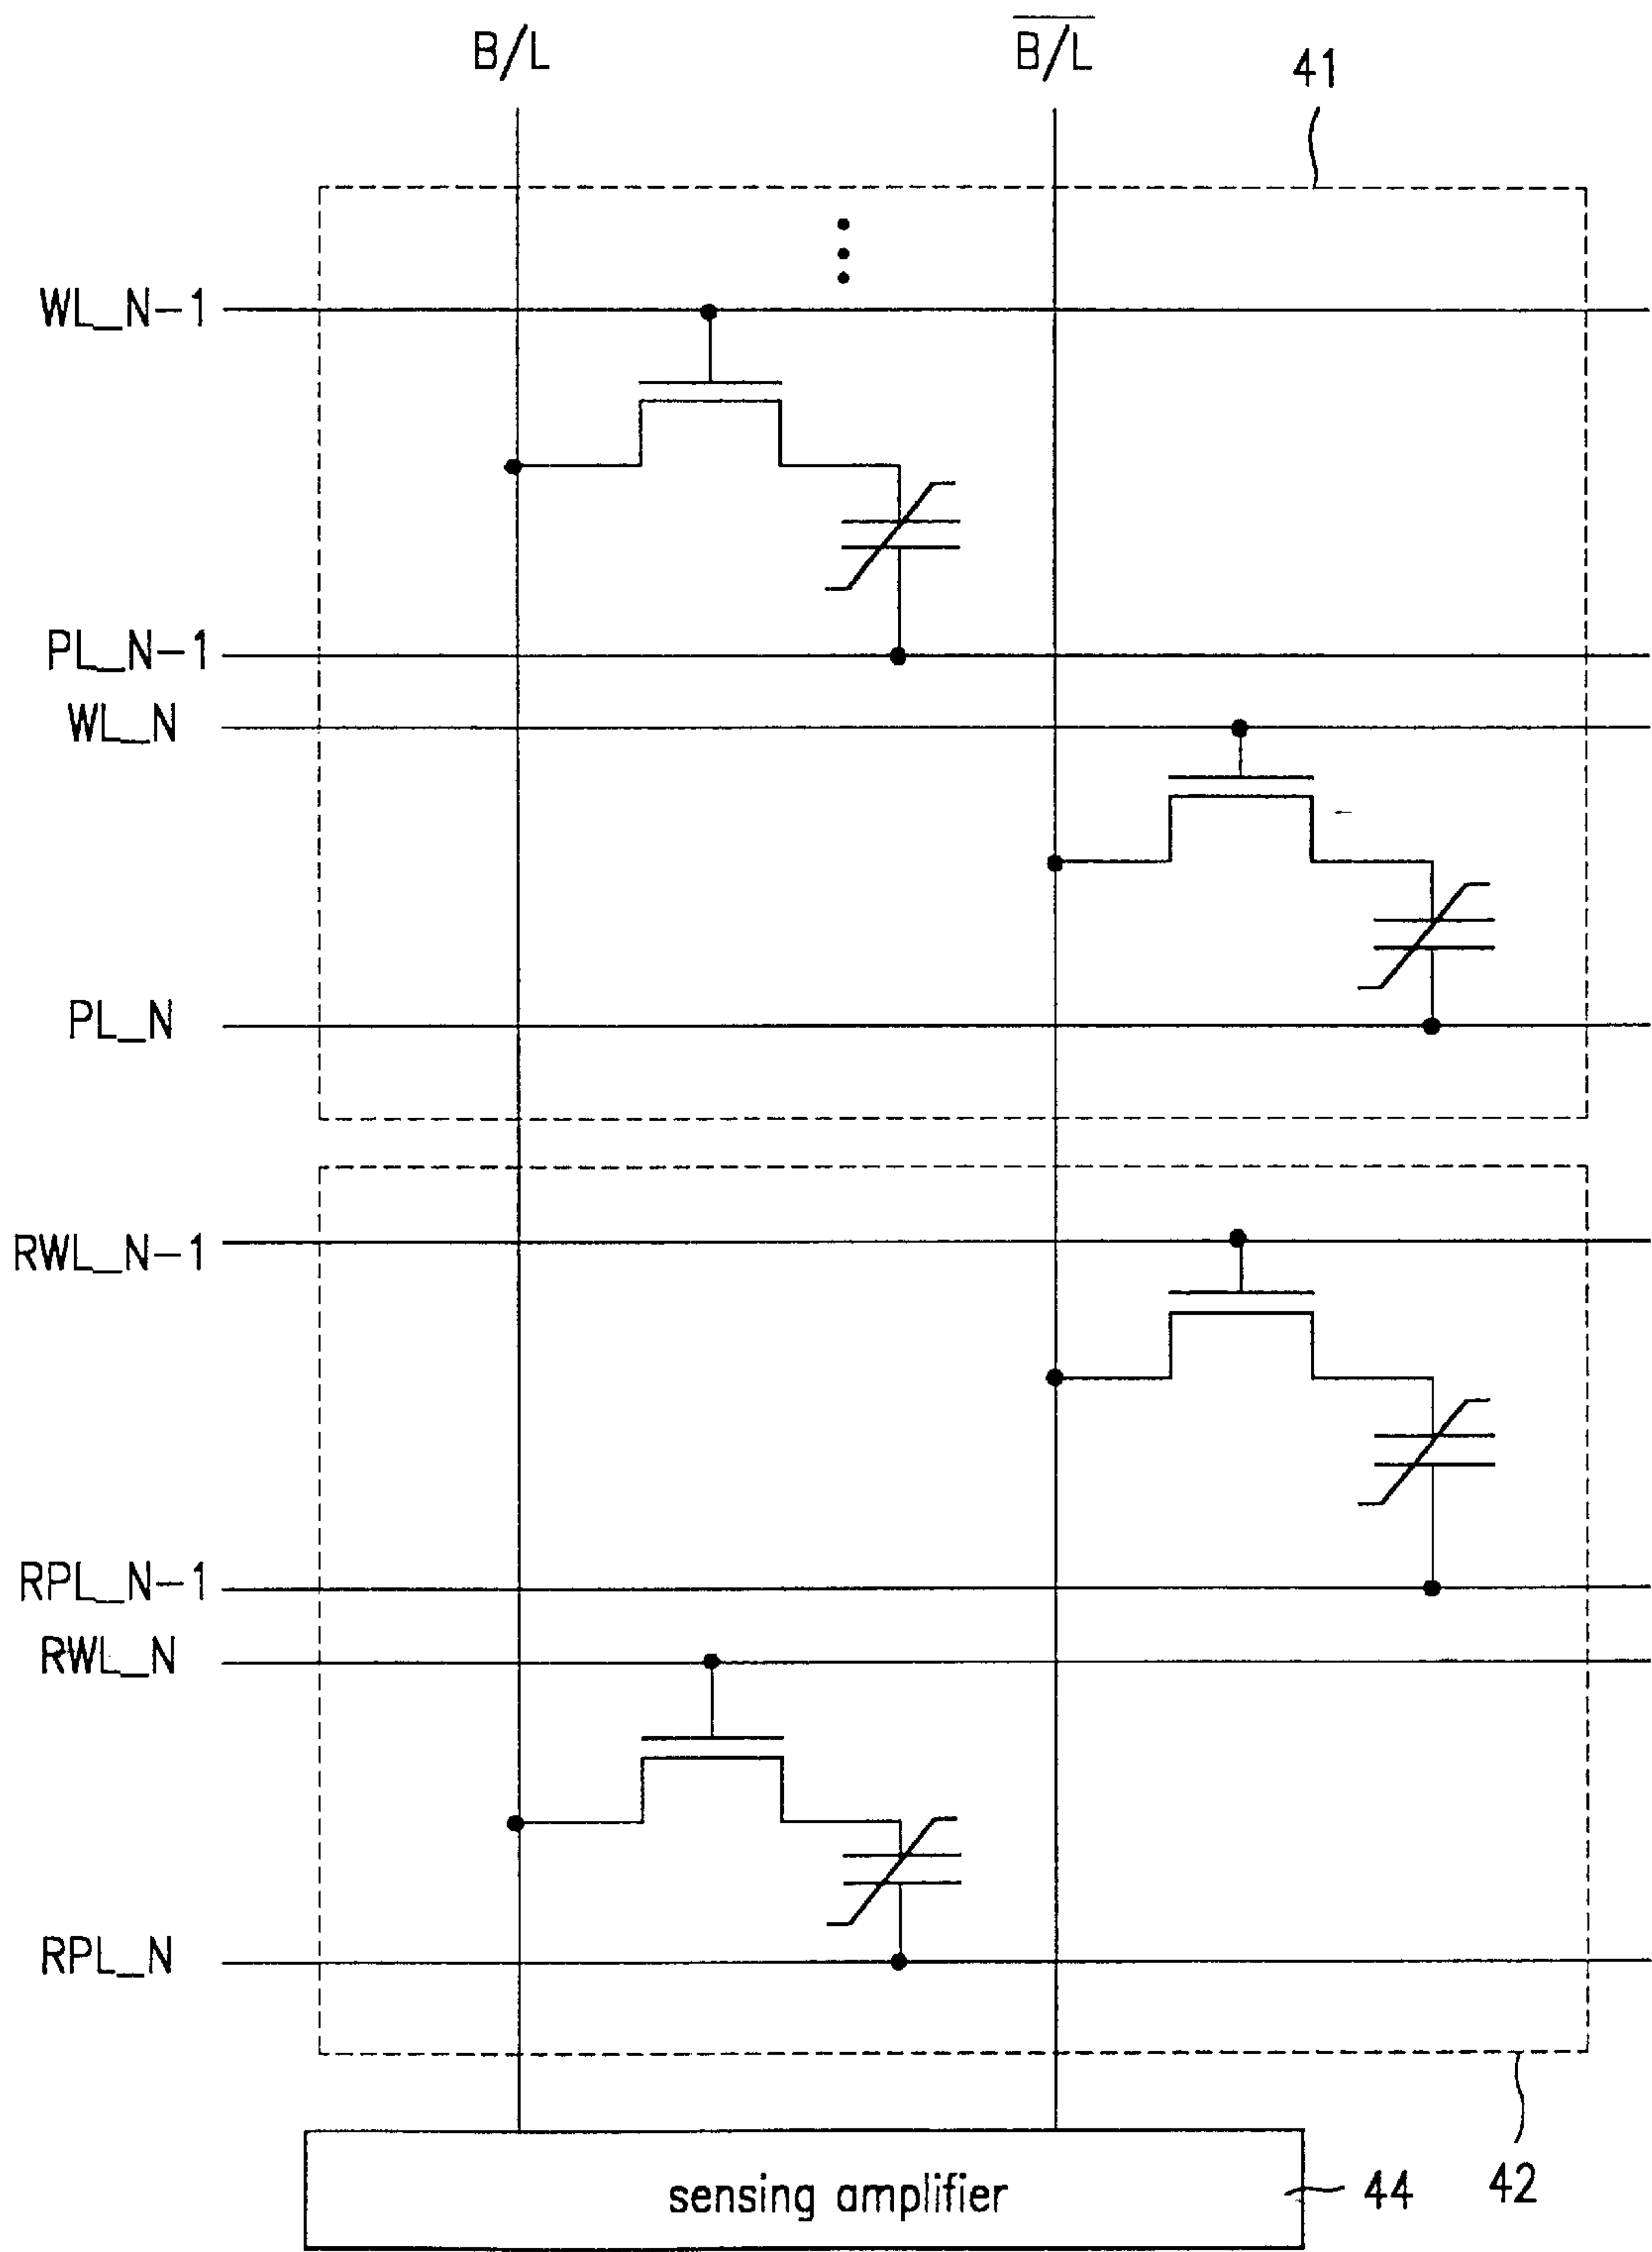 B/L
B/L
41
WL_N-1
PL_N-1
WL_N
PL_N
RWL_N-1
RPL_N-1
RWL_N
RPL_N
sensing amplifier
44
42